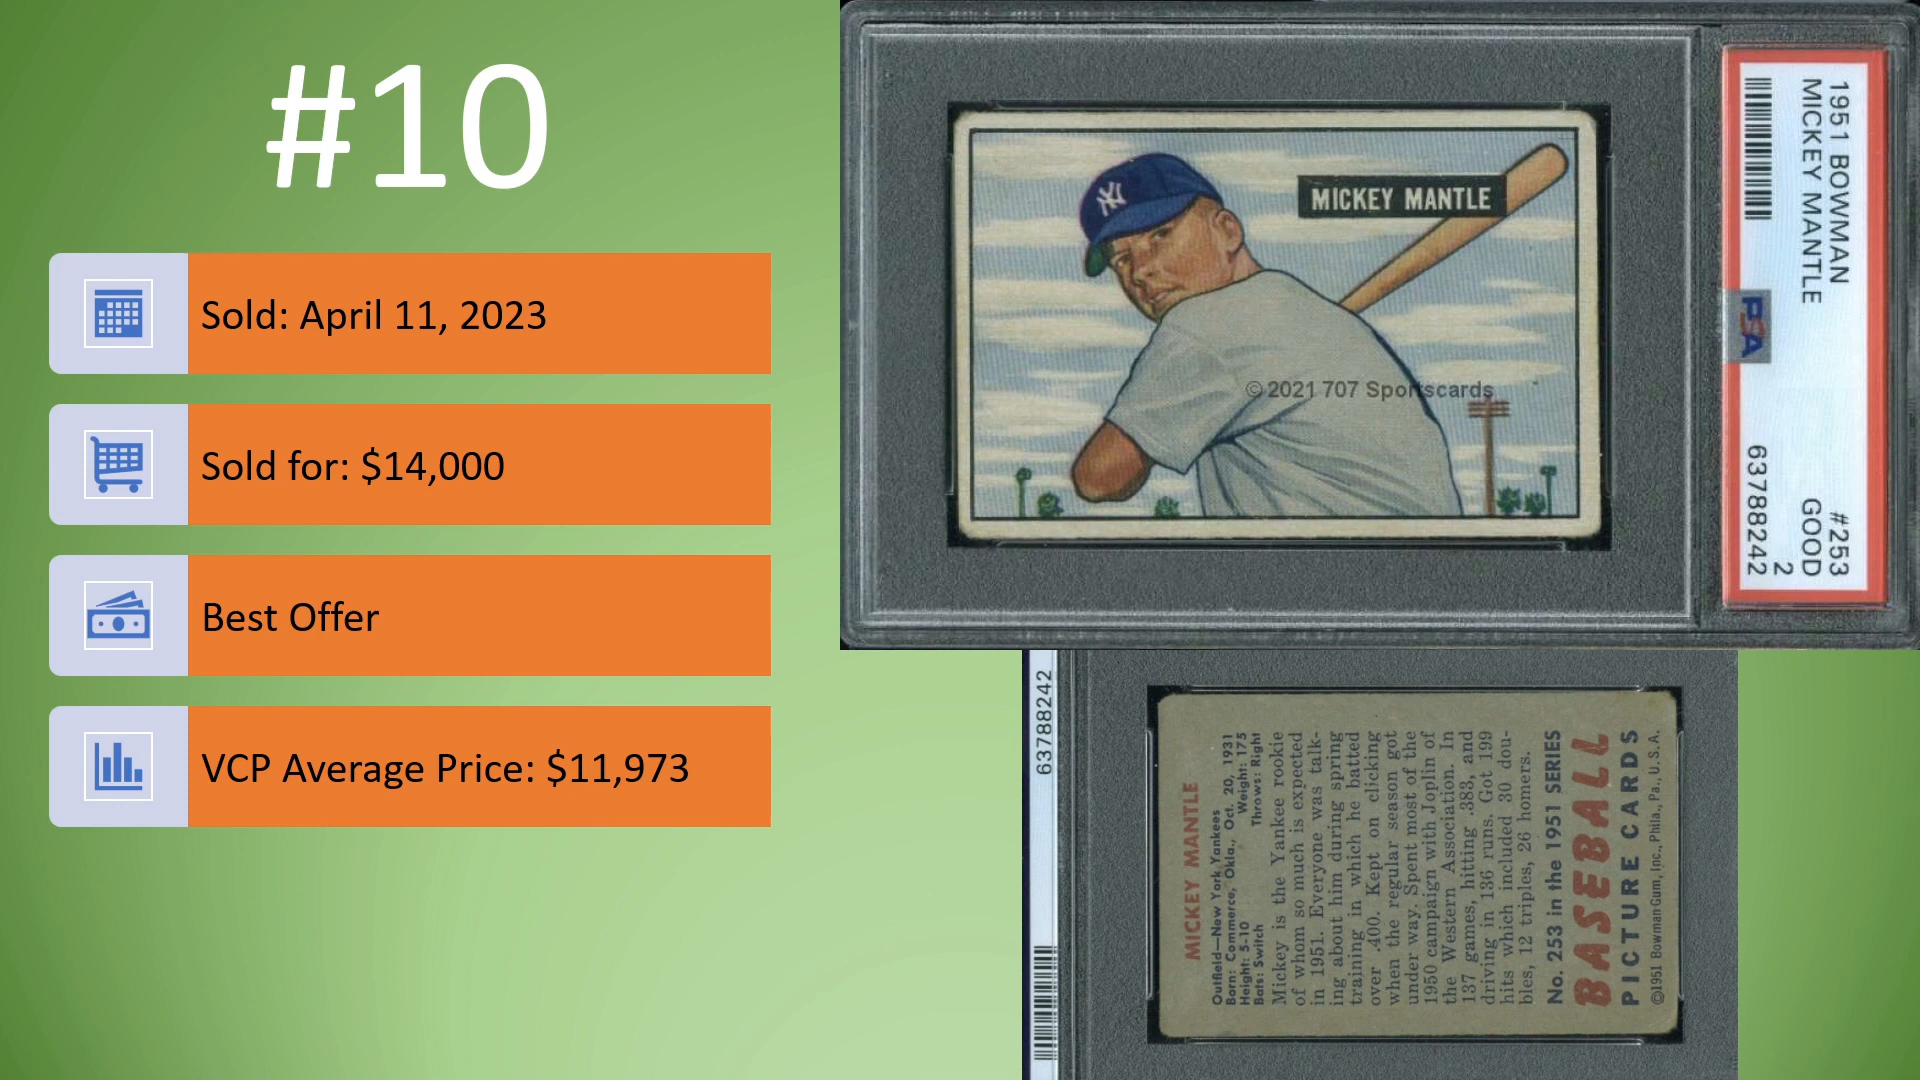 #10
Sold: April 11, 2023
Sold for: $14,000
Best Offer
VCP Average Price: $11,973
NY
MICKEY MANTLE
© 2021 707 Sportscards
1951 BOWMAN
MICKEY MANTLE
#253
GOOD
2
63788242
PSA
63788242
MICKEY MANTLE
Outfield—New York Yankees
Born: Commerce, Okla., Oct. 20, 1931
Height: 5-10 Weight: 175
Bats: Switch Throws: Right
Mickey is the Yankee rookie
of whom so much is expected
in 1951. Everyone was talk-
ing about him during spring
training in which he batted
over .400. Kept on clicking
when the regular season got
under way. Spent most of the
1950 campaign with Joplin of
the Western Association. In
137 games, hitting .383, and
driving in 136 runs. Got 199
hits which included 30 dou-
bles, 12 triples, 26 homers.
No. 253 in the 1951 SERIES
BASEBALL
PICTURE CARDS
©1951 Bowman Gum, Inc., Phila., Pa., U.S.A.